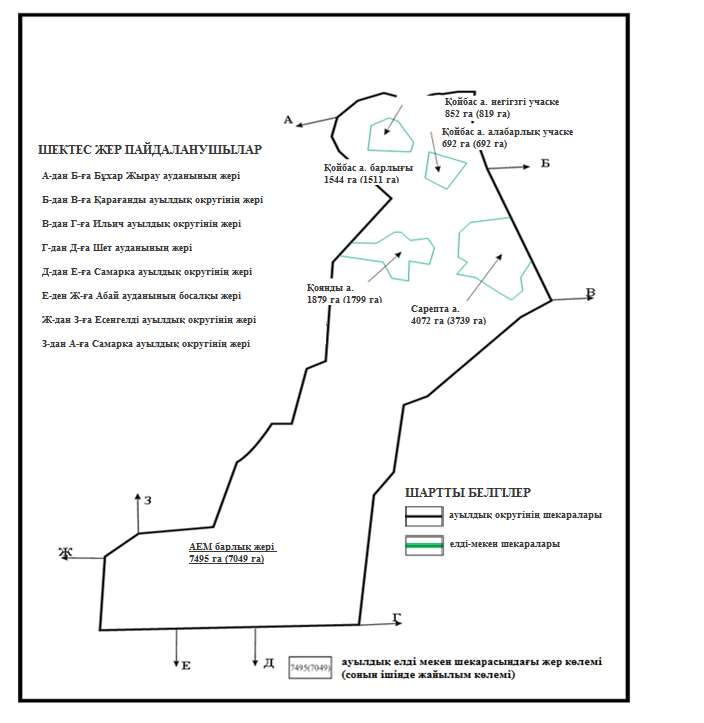 Қойбас а. негізгі учаске
852 га (819 га)
Қойбас а. алабарлық учаске
692 га (692 га)
А
Б
ШЕКТЕС ЖЕР ПАЙДАЛАНУШЫЛАР
Қойбас а. барлығы
1544 га (1511 га)
А-дан Б-ға Бұхар Жырау ауданының жері
Б-дан В-ға Қарағанды ауылдық округінің жері
В-дан Г-ға Ильич ауылдық округінің жері
Г-дан Д-ға Шет ауданының жері
Д-дан Е-ға Самарка ауылдық округінің жері
Е-ден Ж-ға Абай ауданының босалқы жері
Ж-дан З-ға Есенгелді ауылдық округінің жері
З-дан А-ға Самарка ауылдық округінің жері
Қоянды а.
1879 га (1799 га)
В
Сарепта а.
4072 га (3739 га)
З
ШАРТТЫ БЕЛГІЛЕР
ауылдық округінің шекаралары
елді-мекен шекаралары
Ж
АЕМ барлық жері
7495 га (7049 га)
Г
Е
Д
7495(7049)
ауылдық елді мекен шекарасындағы жер көлемі
(сонын ішінде жайылым көлемі)